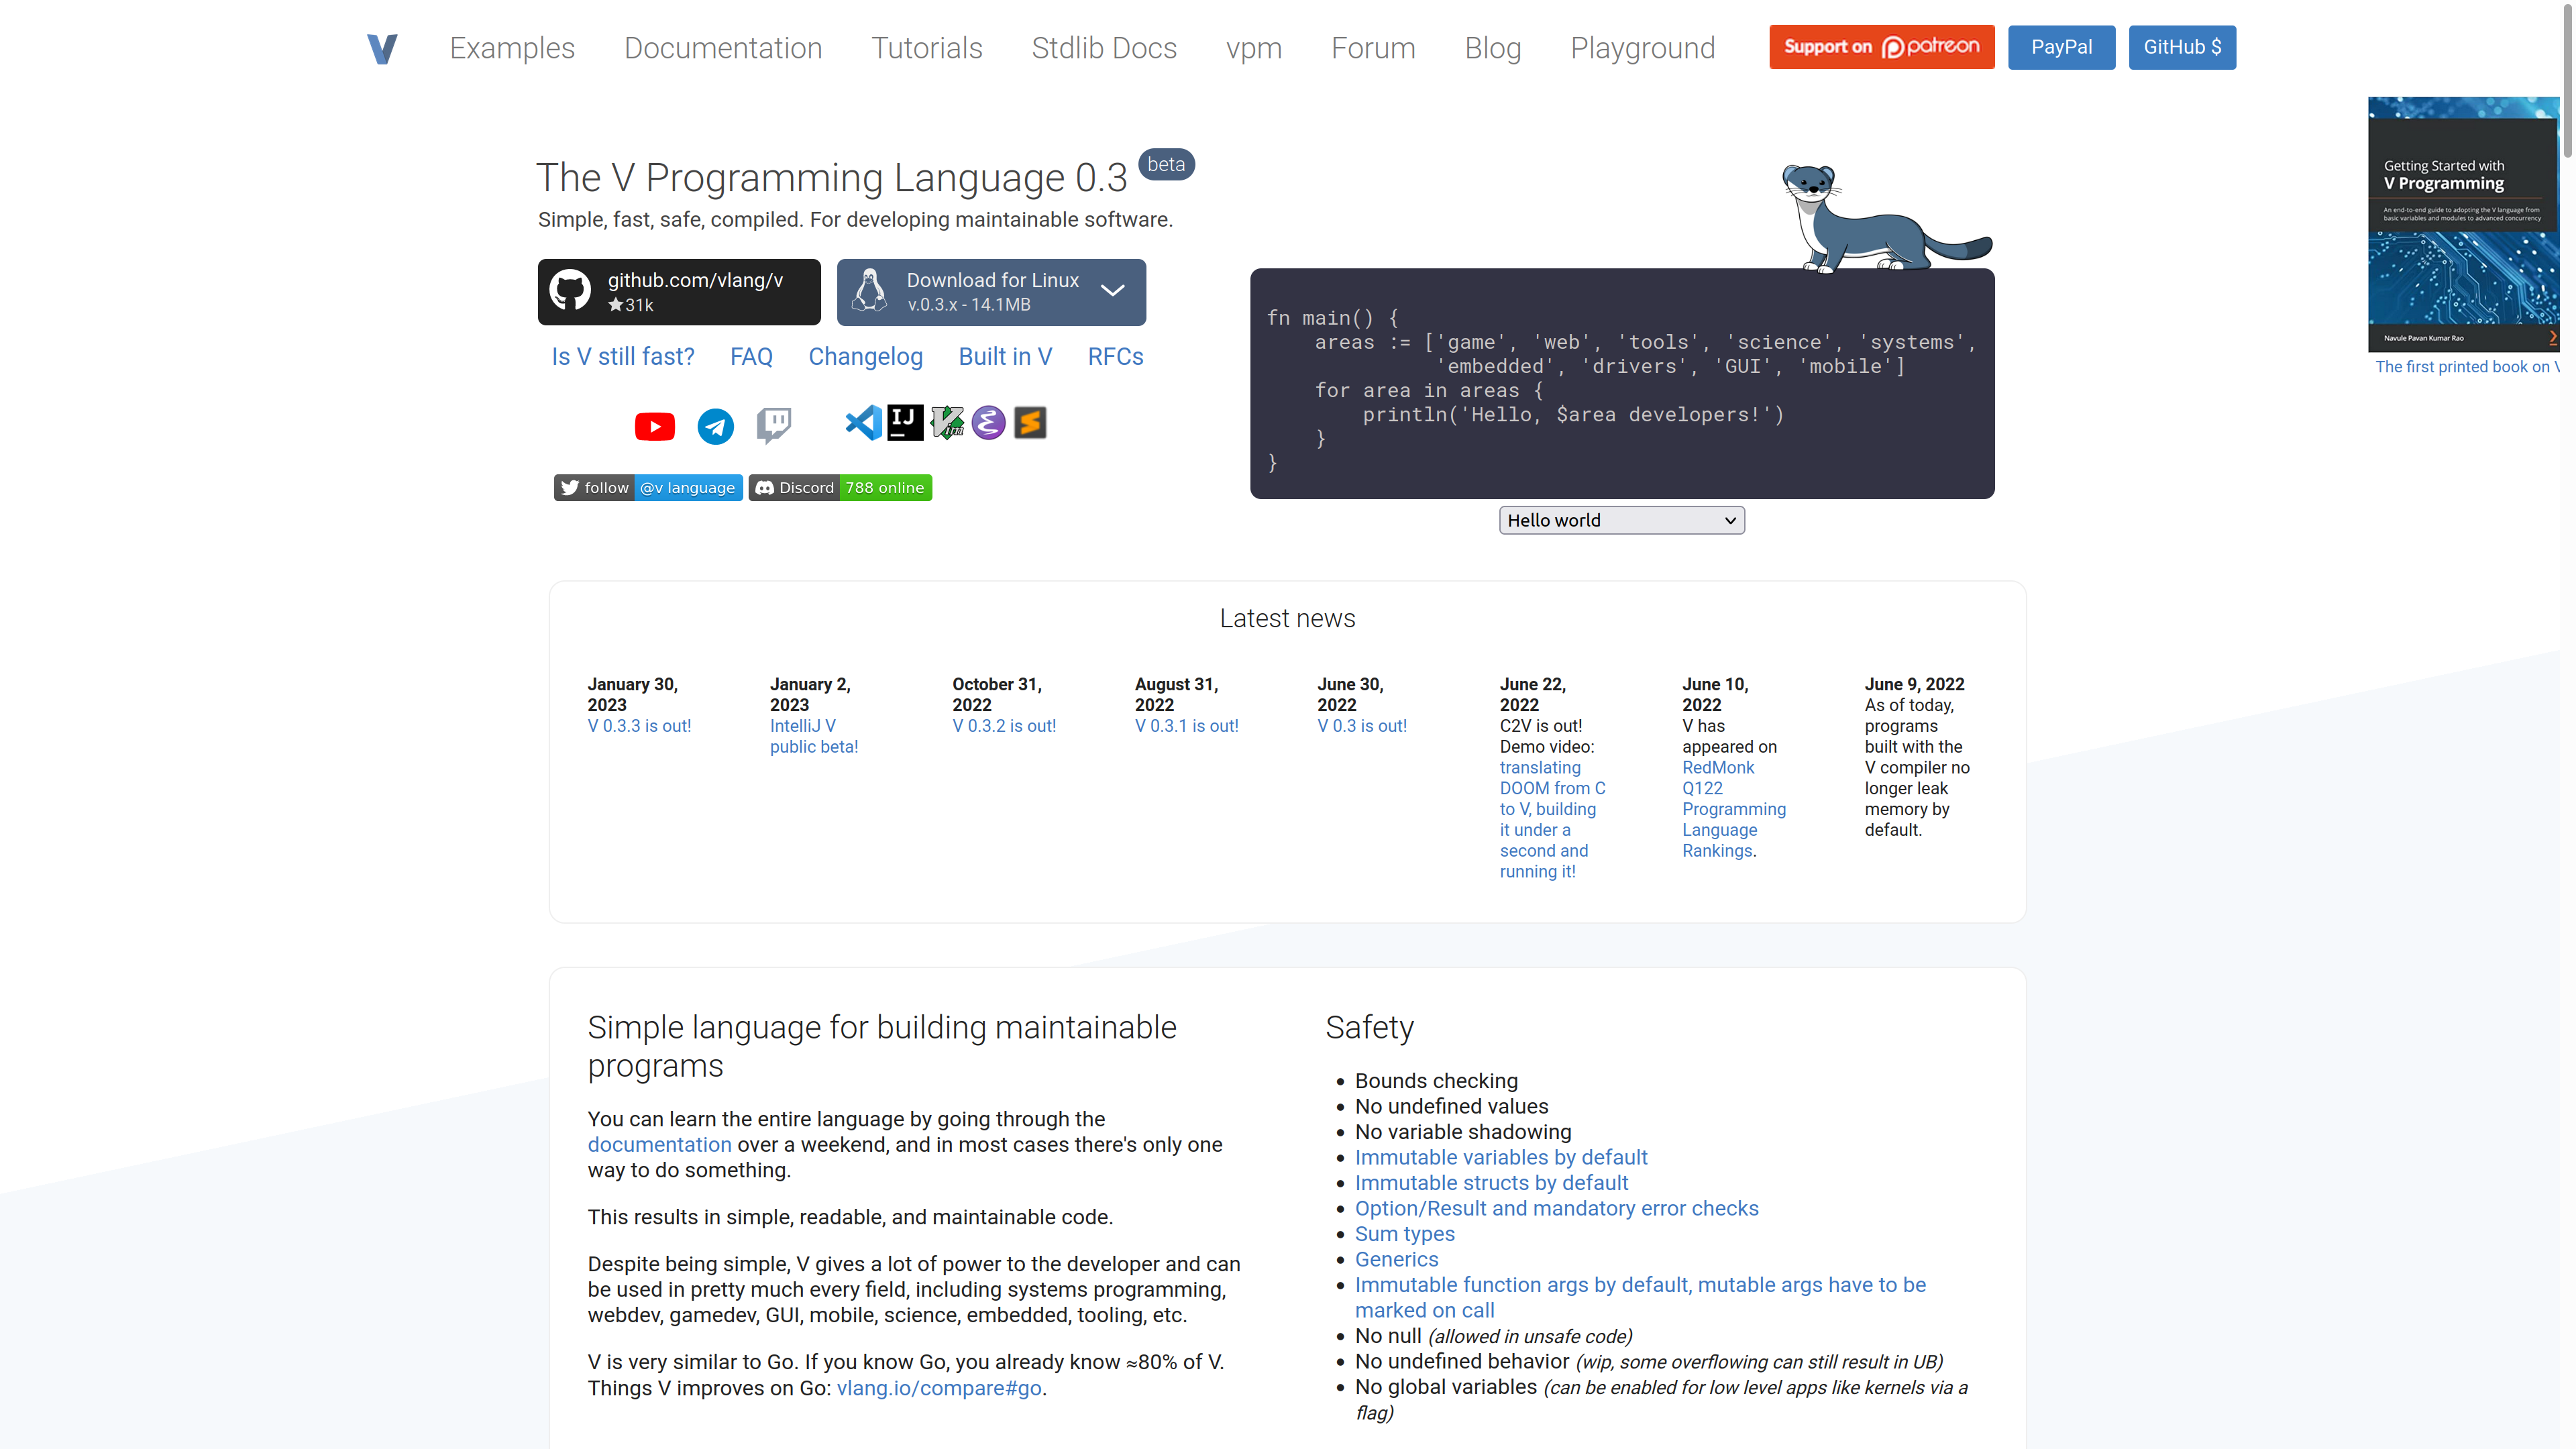 V
Examples
Documentation
Tutorials
Stdlib Docs
vpm
Forum
Blog
Playground
Support on patreon
PayPal
GitHub $
The V Programming Language 0.3 beta
Simple, fast, safe, compiled. For developing maintainable software.
github.com/vlang/v
★31k
Download for Linux
v.0.3.x - 14.1MB
Is V still fast?
FAQ
Changelog
Built in V
RFCs
IJ
Vim
follow @v language
Discord 788 online
fn main() {
areas := ['game', 'web', 'tools', 'science', 'systems',
'embedded', 'drivers', 'GUI', 'mobile']
for area in areas {
println('Hello, $area developers!')
}
}
Hello world
Getting Started with
V Programming
An end-to-end guide to adopting the V language from
basic variables and modules to advanced concurrency
Navule Pavan Kumar Rao
The first printed book on V
Latest news
January 30,
2023
V 0.3.3 is out!
January 2,
2023
IntelliJ V
public beta!
October 31,
2022
V 0.3.2 is out!
August 31,
2022
V 0.3.1 is out!
June 30,
2022
V 0.3 is out!
June 22,
2022
C2V is out!
Demo video:
translating
DOOM from C
to V, building
it under a
second and
running it!
June 10,
2022
V has
appeared on
RedMonk
Q122
Programming
Language
Rankings.
June 9, 2022
As of today,
programs
built with the
V compiler no
longer leak
memory by
default.
Simple language for building maintainable
programs
You can learn the entire language by going through the
documentation over a weekend, and in most cases there's only one
way to do something.
This results in simple, readable, and maintainable code.
Despite being simple, V gives a lot of power to the developer and can
be used in pretty much every field, including systems programming,
webdev, gamedev, GUI, mobile, science, embedded, tooling, etc.
V is very similar to Go. If you know Go, you already know ≈80% of V.
Things V improves on Go: vlang.io/compare#go.
Safety
• Bounds checking
• No undefined values
• No variable shadowing
• Immutable variables by default
• Immutable structs by default
• Option/Result and mandatory error checks
• Sum types
• Generics
• Immutable function args by default, mutable args have to be
marked on call
• No null (allowed in unsafe code)
• No undefined behavior (wip, some overflowing can still result in UB)
• No global variables (can be enabled for low level apps like kernels via a
flag)